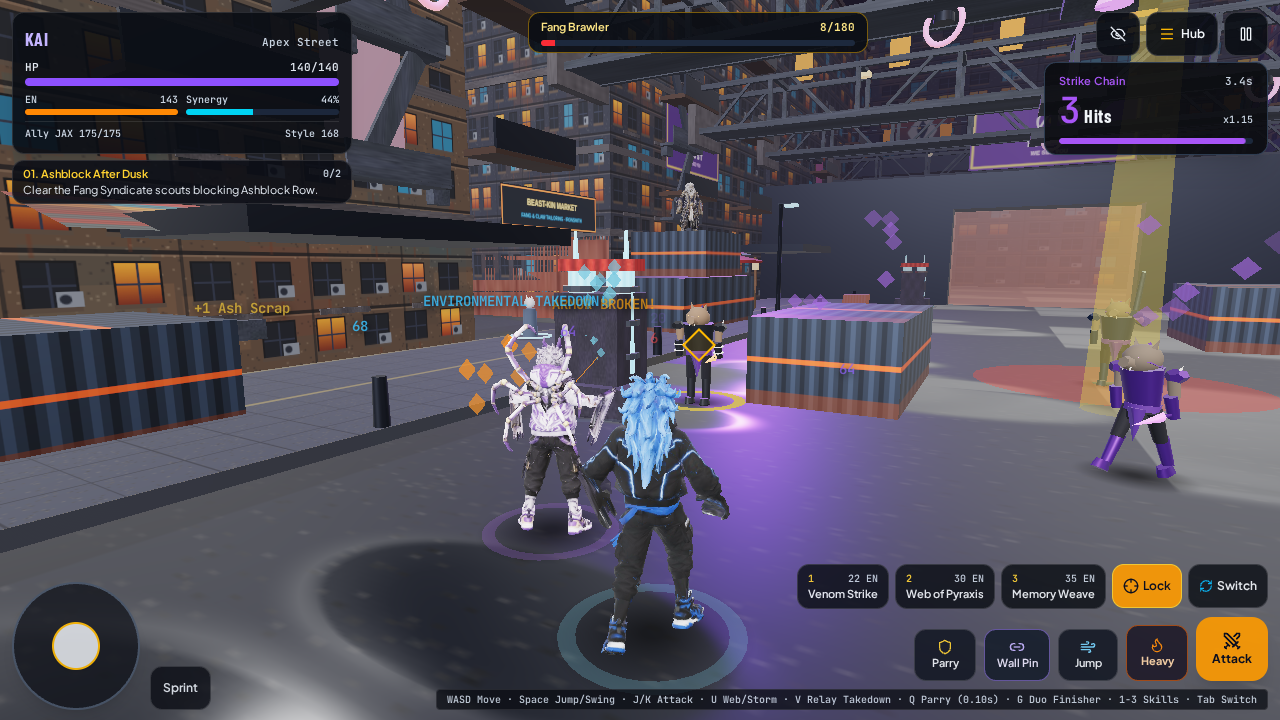 KAI
Apex Street
HP
140/140
EN
143
Synergy
44%
Ally JAX 175/175
Style 168
01. Ashblock After Dusk
0/2
Clear the Fang Syndicate scouts blocking Ashblock Row.
Fang Brawler
8/180
Hub
Strike Chain
3.4s
3 Hits
x1.15
BEAST-KIN MARKET
+1 Ash Scrap
68
ENVIRONMENTAL TAKEDOWN
BROKEN!
64
1
22 EN
Venom Strike
2
30 EN
Web of Pyraxis
3
35 EN
Memory Weave
Lock
Switch
Parry
Wall Pin
Jump
Heavy
Attack
Sprint
WASD Move · Space Jump/Swing · J/K Attack · U Web/Storm · V Relay Takedown · Q Parry (0.10s) · G Duo Finisher · 1-3 Skills · Tab Switch